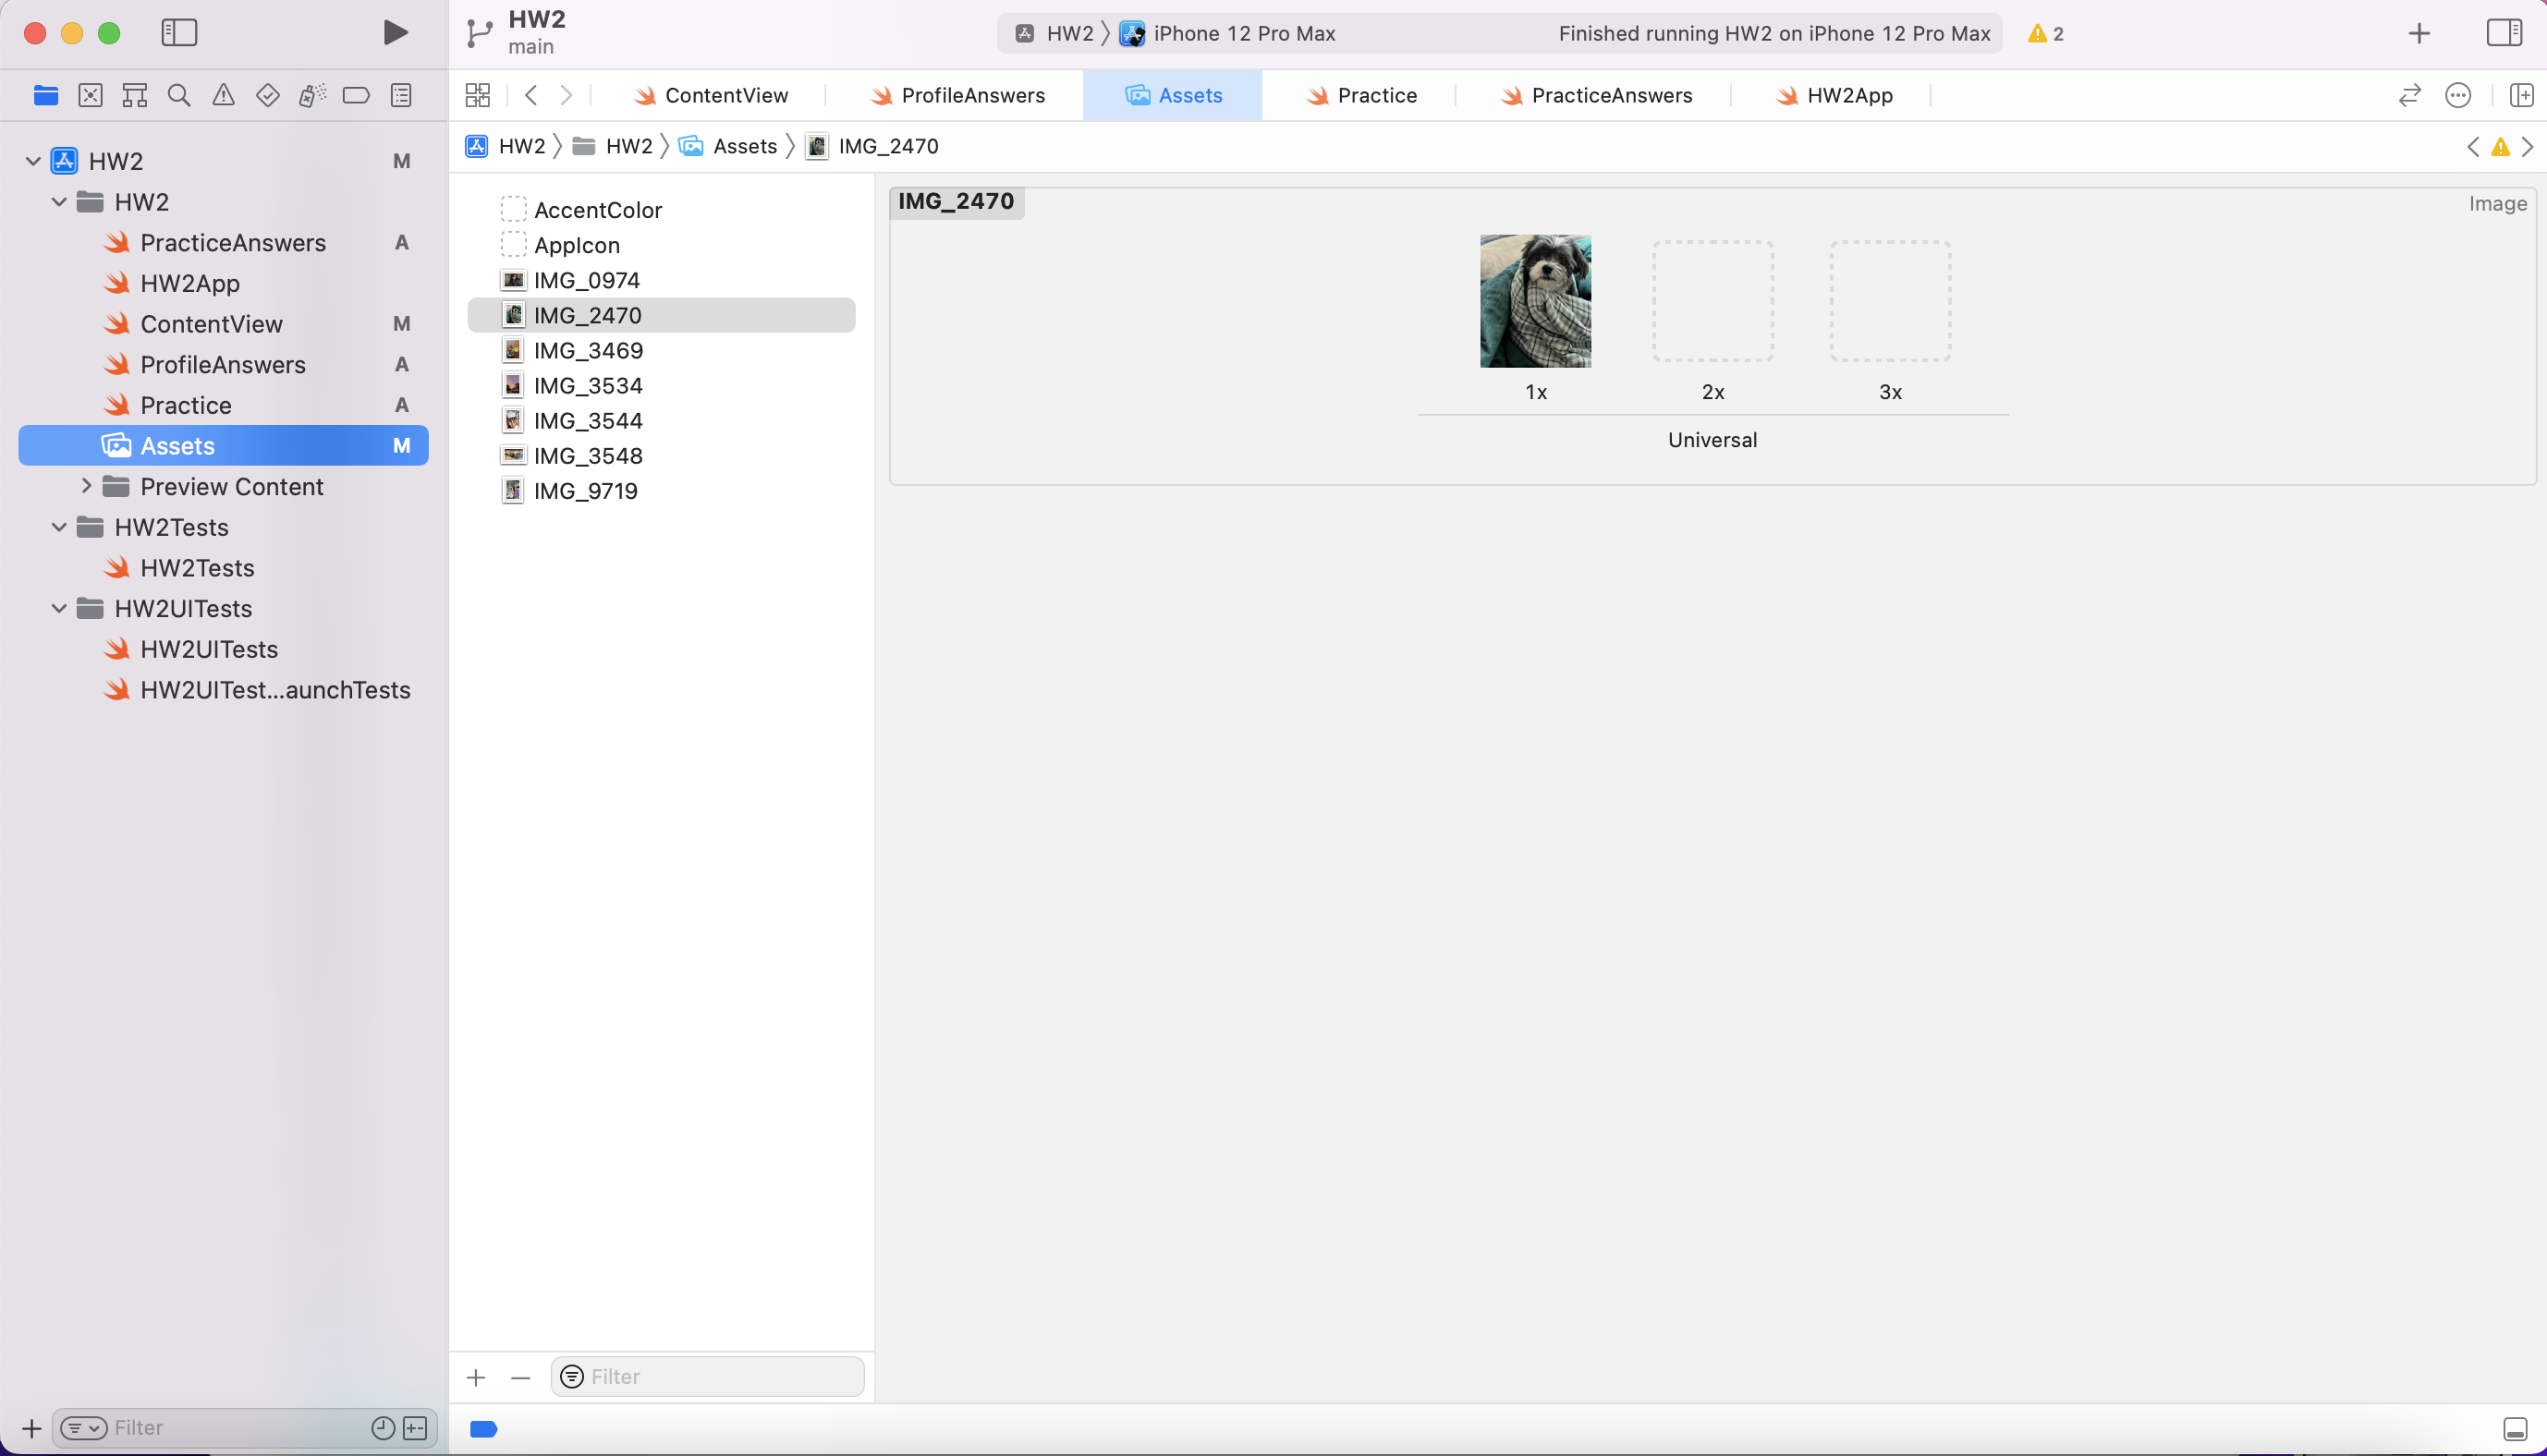 HW2
main
HW2 iPhone 12 Pro Max Finished running HW2 on iPhone 12 Pro Max 2
ContentView ProfileAnswers Assets Practice PracticeAnswers HW2App
HW2 HW2 Assets IMG_2470
HW2 M
HW2
PracticeAnswers A
HW2App
ContentView M
ProfileAnswers A
Practice A
Assets M
Preview Content
HW2Tests
HW2Tests
HW2UITests
HW2UITests
HW2UITest...aunchTests
Filter
AccentColor
AppIcon
IMG_0974
IMG_2470
IMG_3469
IMG_3534
IMG_3544
IMG_3548
IMG_9719
Filter
IMG_2470 Image
1x 2x 3x
Universal